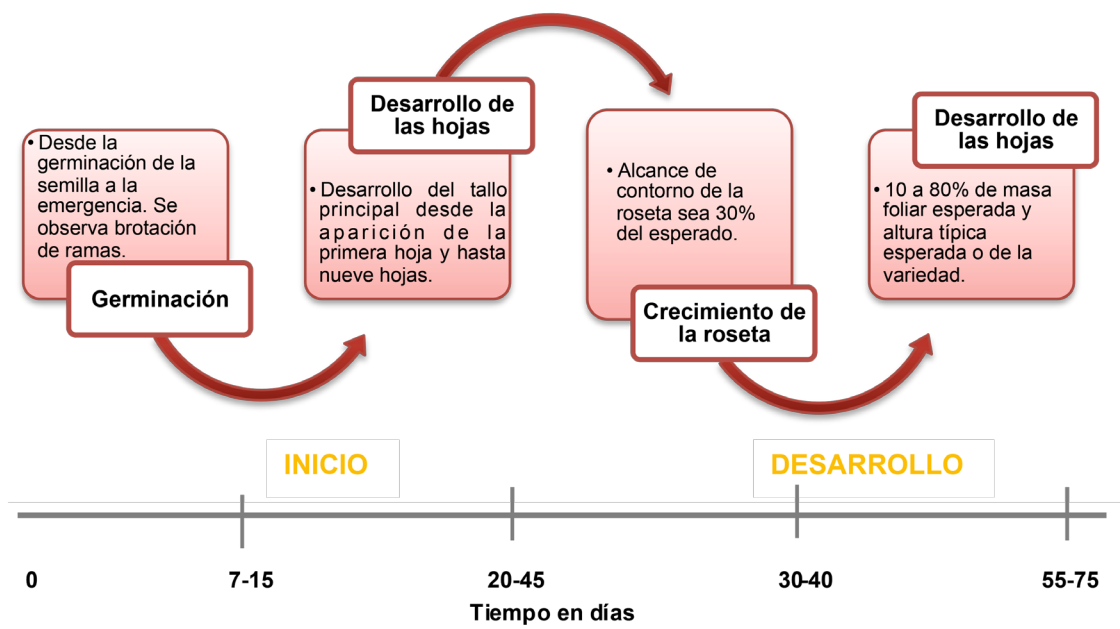 • Desde la
germinación de la
semilla a la
emergencia. Se
observa brotación
de ramas.
Germinación
Desarrollo de
las hojas
• Desarrollo del tallo
principal desde la
aparición de la
primera hoja y hasta
nueve hojas.
• Alcance de
contorno de la
roseta sea 30%
del esperado.
Crecimiento de
la roseta
Desarrollo de
las hojas
• 10 a 80% de masa
foliar esperada y
altura típica
esperada o de la
variedad.
INICIO
DESARROLLO
0
7-15
20-45
30-40
55-75
Tiempo en días